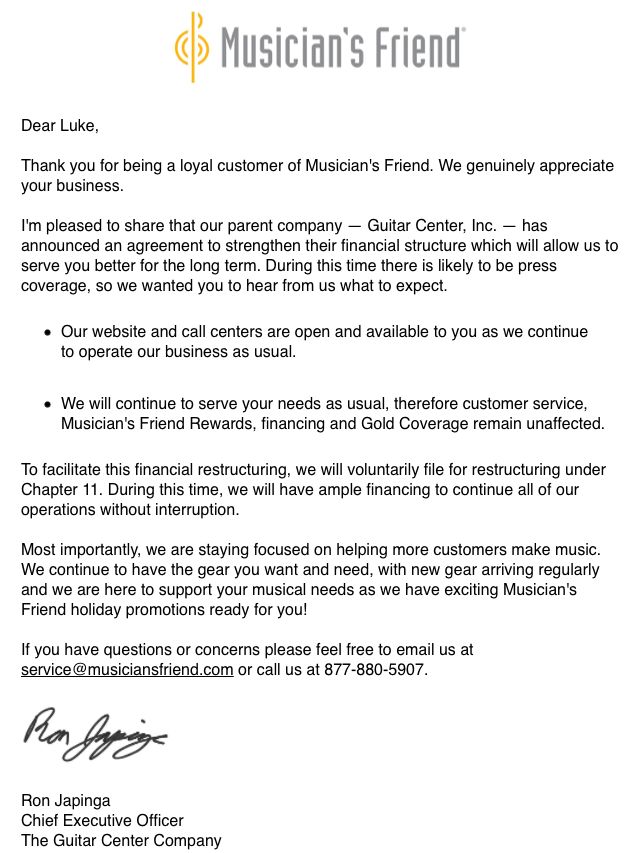 Musician's Friend®
Dear Luke,
Thank you for being a loyal customer of Musician's Friend. We genuinely appreciate
your business.
I'm pleased to share that our parent company — Guitar Center, Inc. — has
announced an agreement to strengthen their financial structure which will allow us to
serve you better for the long term. During this time there is likely to be press
coverage, so we wanted you to hear from us what to expect.
• Our website and call centers are open and available to you as we continue
to operate our business as usual.
• We will continue to serve your needs as usual, therefore customer service,
Musician's Friend Rewards, financing and Gold Coverage remain unaffected.
To facilitate this financial restructuring, we will voluntarily file for restructuring under
Chapter 11. During this time, we will have ample financing to continue all of our
operations without interruption.
Most importantly, we are staying focused on helping more customers make music.
We continue to have the gear you want and need, with new gear arriving regularly
and we are here to support your musical needs as we have exciting Musician's
Friend holiday promotions ready for you!
If you have questions or concerns please feel free to email us at
service@musiciansfriend.com or call us at 877-880-5907.
Ron Japinga
Ron Japinga
Chief Executive Officer
The Guitar Center Company